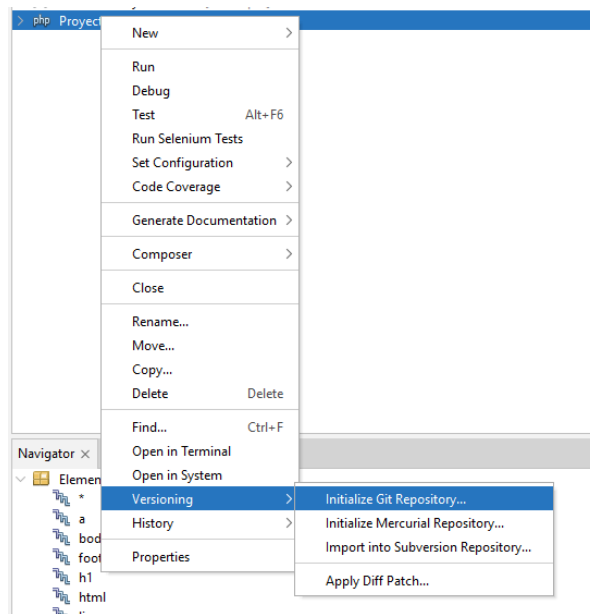 php Proyect
New
Run
Debug
Test Alt+F6
Run Selenium Tests
Set Configuration
Code Coverage
Generate Documentation
Composer
Close
Rename...
Move...
Copy...
Delete Delete
Find... Ctrl+F
Open in Terminal
Open in System
Versioning
History
Properties
Initialize Git Repository...
Initialize Mercurial Repository...
Import into Subversion Repository...
Apply Diff Patch...
Navigator
Elemen
*
a
bod
foot
h1
html